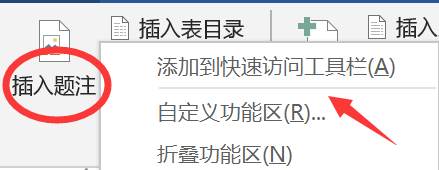 插入表目录
插入
插入题注
添加到快速访问工具栏(A)
自定义功能区(R)...
折叠功能区(N)